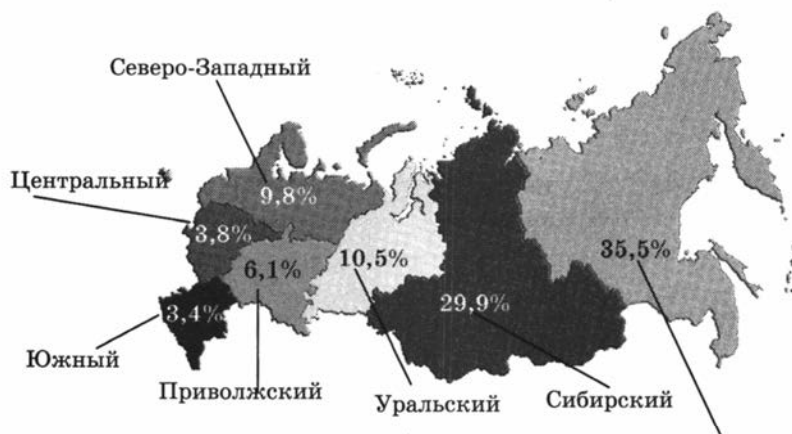 Северо-Западный
Центральный
9,8%
3,8%
6,1%
10,5%
35,5%
3,4%
29,9%
Южный
Приволжский
Уральский
Сибирский